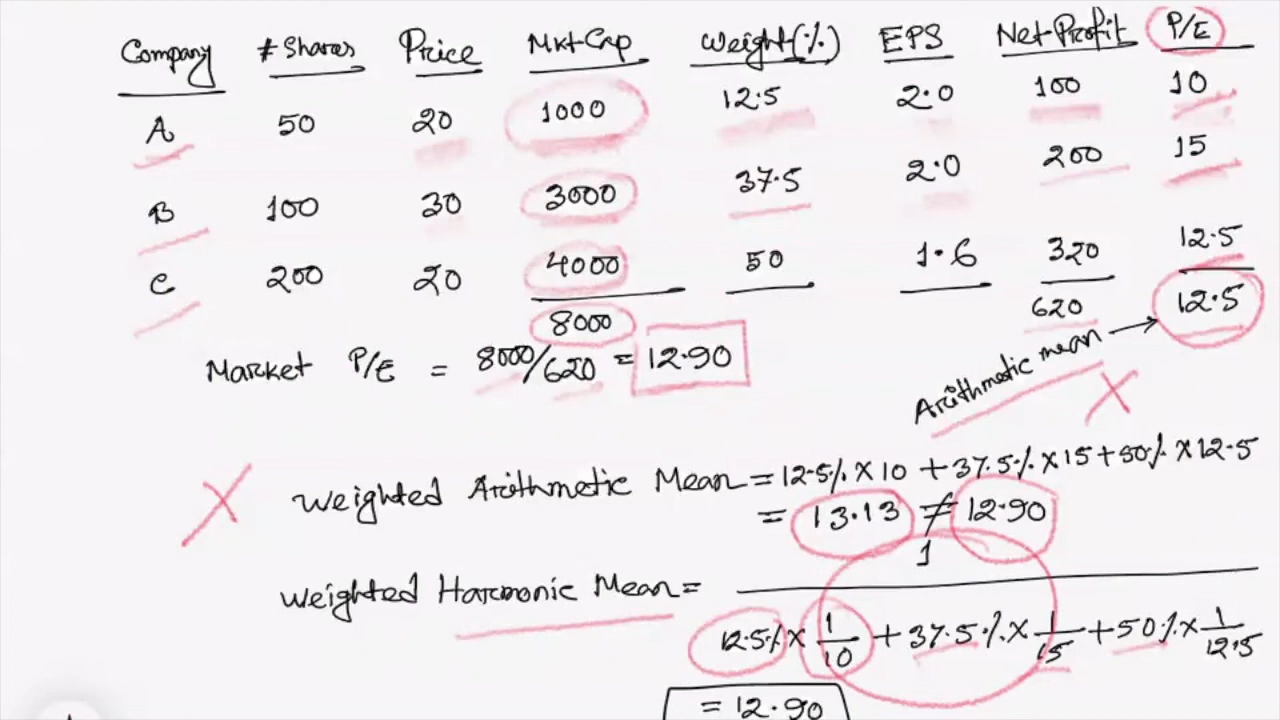 Company # Shares Price Mkt-Cap Weight(%) EPS Net-Profit P/E
A 50 20 1000 12.5 2.0 100 10
B 100 30 3000 37.5 2.0 200 15
C 200 20 4000 50 1.6 320 12.5
8000 620 12.5
Market P/E = 8000/620 = 12.90
Arithmetic mean → X
X Weighted Arithmetic Mean = 12.5% X 10 + 37.5% X 15 + 50% X 12.5
= 13.13 ≠ 12.90
Weighted Harmonic Mean = 1 / (12.5% X 1/10 + 37.5% X 1/15 + 50% X 1/12.5)
= 12.90